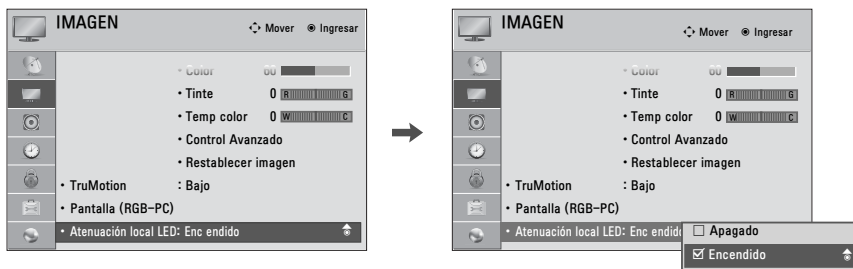 IMAGEN
Mover Ingresar
• Color 60
• Tinte 0 R G
• Temp color 0 W C
• Control Avanzado
• Restablecer imagen
• TruMotion : Bajo
• Pantalla (RGB-PC)
• Atenuación local LED: Enc endido
IMAGEN
Mover Ingresar
• Color 60
• Tinte 0 R G
• Temp color 0 W C
• Control Avanzado
• Restablecer imagen
• TruMotion : Bajo
• Pantalla (RGB-PC)
• Atenuación local LED: Enc endido
Apagado
Encendido